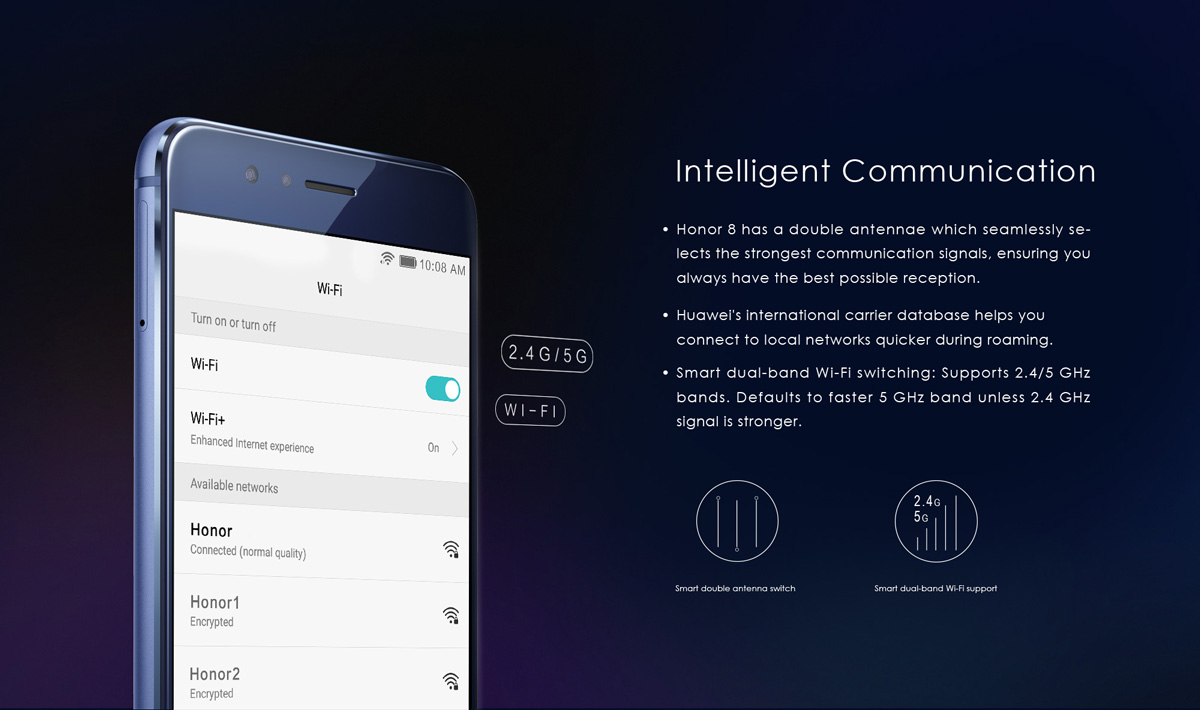 10:08 AM
Wi-Fi
Turn on or turn off
Wi-Fi
Wi-Fi+
Enhanced Internet experience
On
Available networks
Honor
Connected (normal quality)
Honor1
Encrypted
Honor2
Encrypted
2.4G/5G
WI-FI
Intelligent Communication
• Honor 8 has a double antennae which seamlessly se-
lects the strongest communication signals, ensuring you
always have the best possible reception.
• Huawei's international carrier database helps you
connect to local networks quicker during roaming.
• Smart dual-band Wi-Fi switching: Supports 2.4/5 GHz
bands. Defaults to faster 5 GHz band unless 2.4 GHz
signal is stronger.
2.4G
5G
Smart double antenna switch
Smart dual-band Wi-Fi support